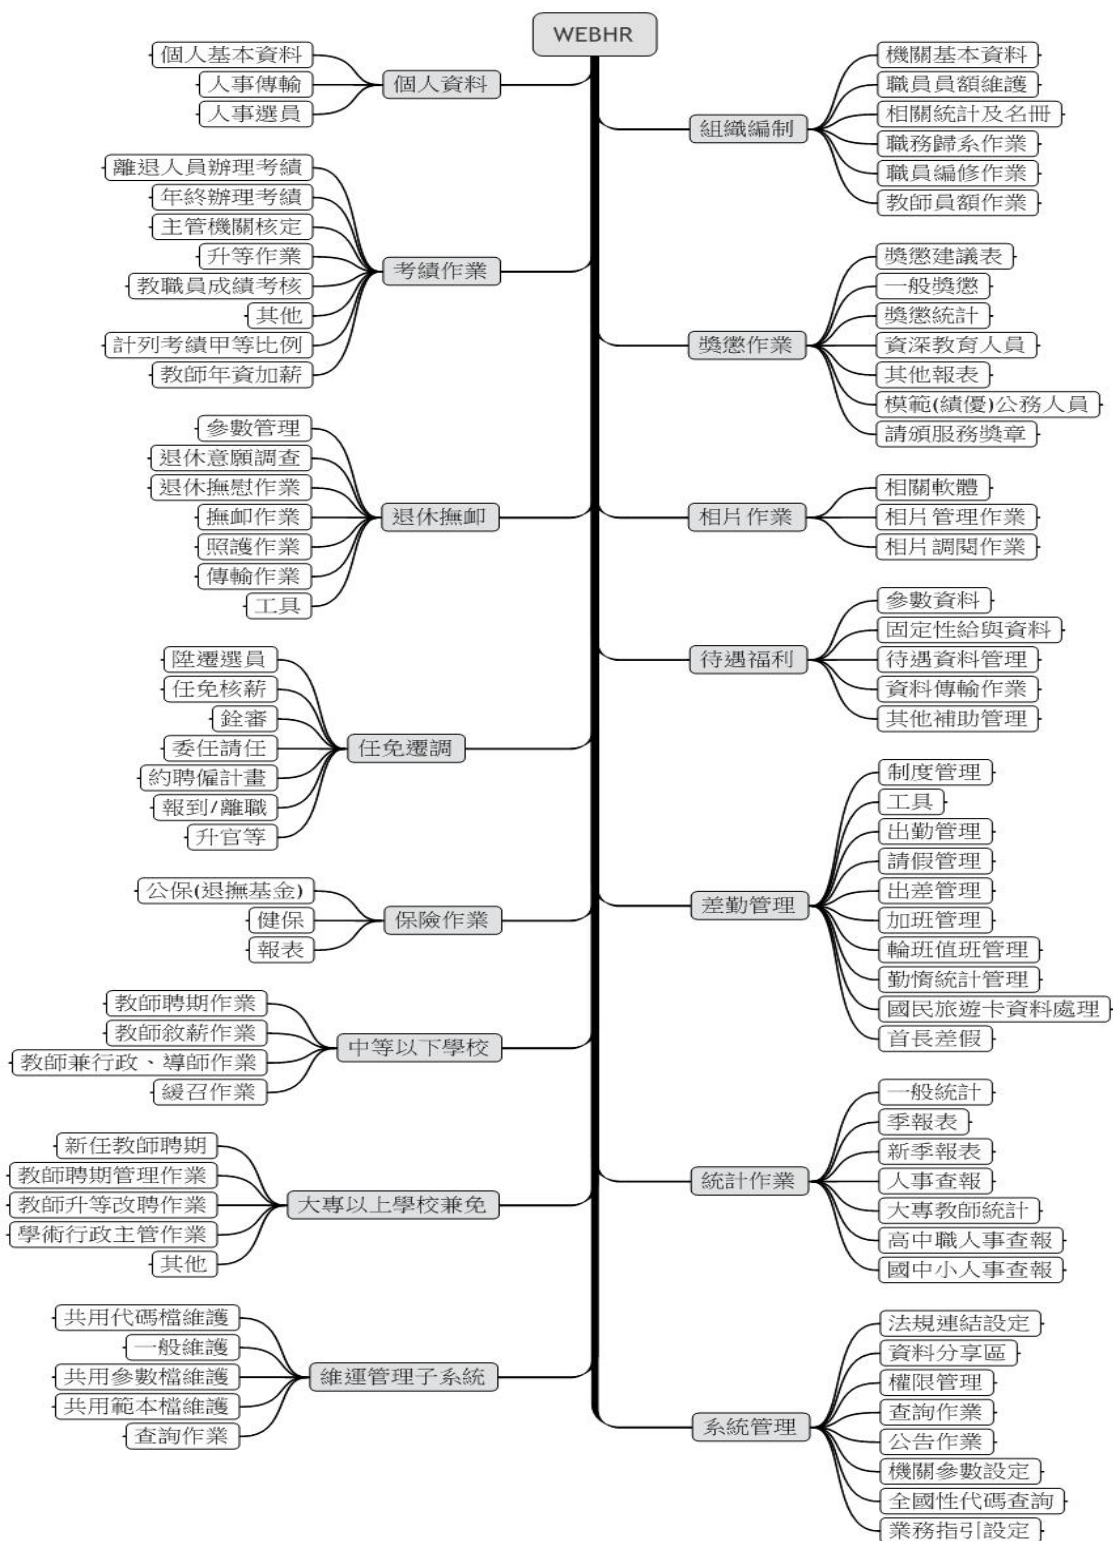 WEBHR
個人資料
個人基本資料
人事傳輸
人事選員
考績作業
離退人員辦理考績
年終辦理考績
主管機關核定
升等作業
教職員成績考核
其他
計列考績甲等比例
教師年資加薪
退休撫卹
參數管理
退休意願調查
退休撫慰作業
撫卹作業
照護作業
傳輸作業
工具
任免遷調
陞遷選員
任免核薪
銓審
委任請任
約聘僱計畫
報到/離職
升官等
保險作業
公保(退撫基金)
健保
報表
中等以下學校
教師聘期作業
教師敘薪作業
教師兼行政、導師作業
緩召作業
大專以上學校兼免
新任教師聘期
教師聘期管理作業
教師升等改聘作業
學術行政主管作業
其他
維運管理子系統
共用代碼檔維護
一般維護
共用參數檔維護
共用範本檔維護
查詢作業
組織編制
機關基本資料
職員員額維護
相關統計及名冊
職務歸系作業
職員編修作業
教師員額作業
獎懲作業
獎懲建議表
一般獎懲
獎懲統計
資深教育人員
其他報表
模範(績優)公務人員
請頒服務獎章
相片作業
相關軟體
相片管理作業
相片調閱作業
待遇福利
參數資料
固定性給與資料
待遇資料管理
資料傳輸作業
其他補助管理
差勤管理
制度管理
工具
出勤管理
請假管理
出差管理
加班管理
輪班值班管理
勤惰統計管理
國民旅遊卡資料處理
首長差假
統計作業
一般統計
季報表
新季報表
人事查報
大專教師統計
高中職人事查報
國中小人事查報
系統管理
法規連結設定
資料分享區
權限管理
查詢作業
公告作業
機關參數設定
全國性代碼查詢
業務指引設定